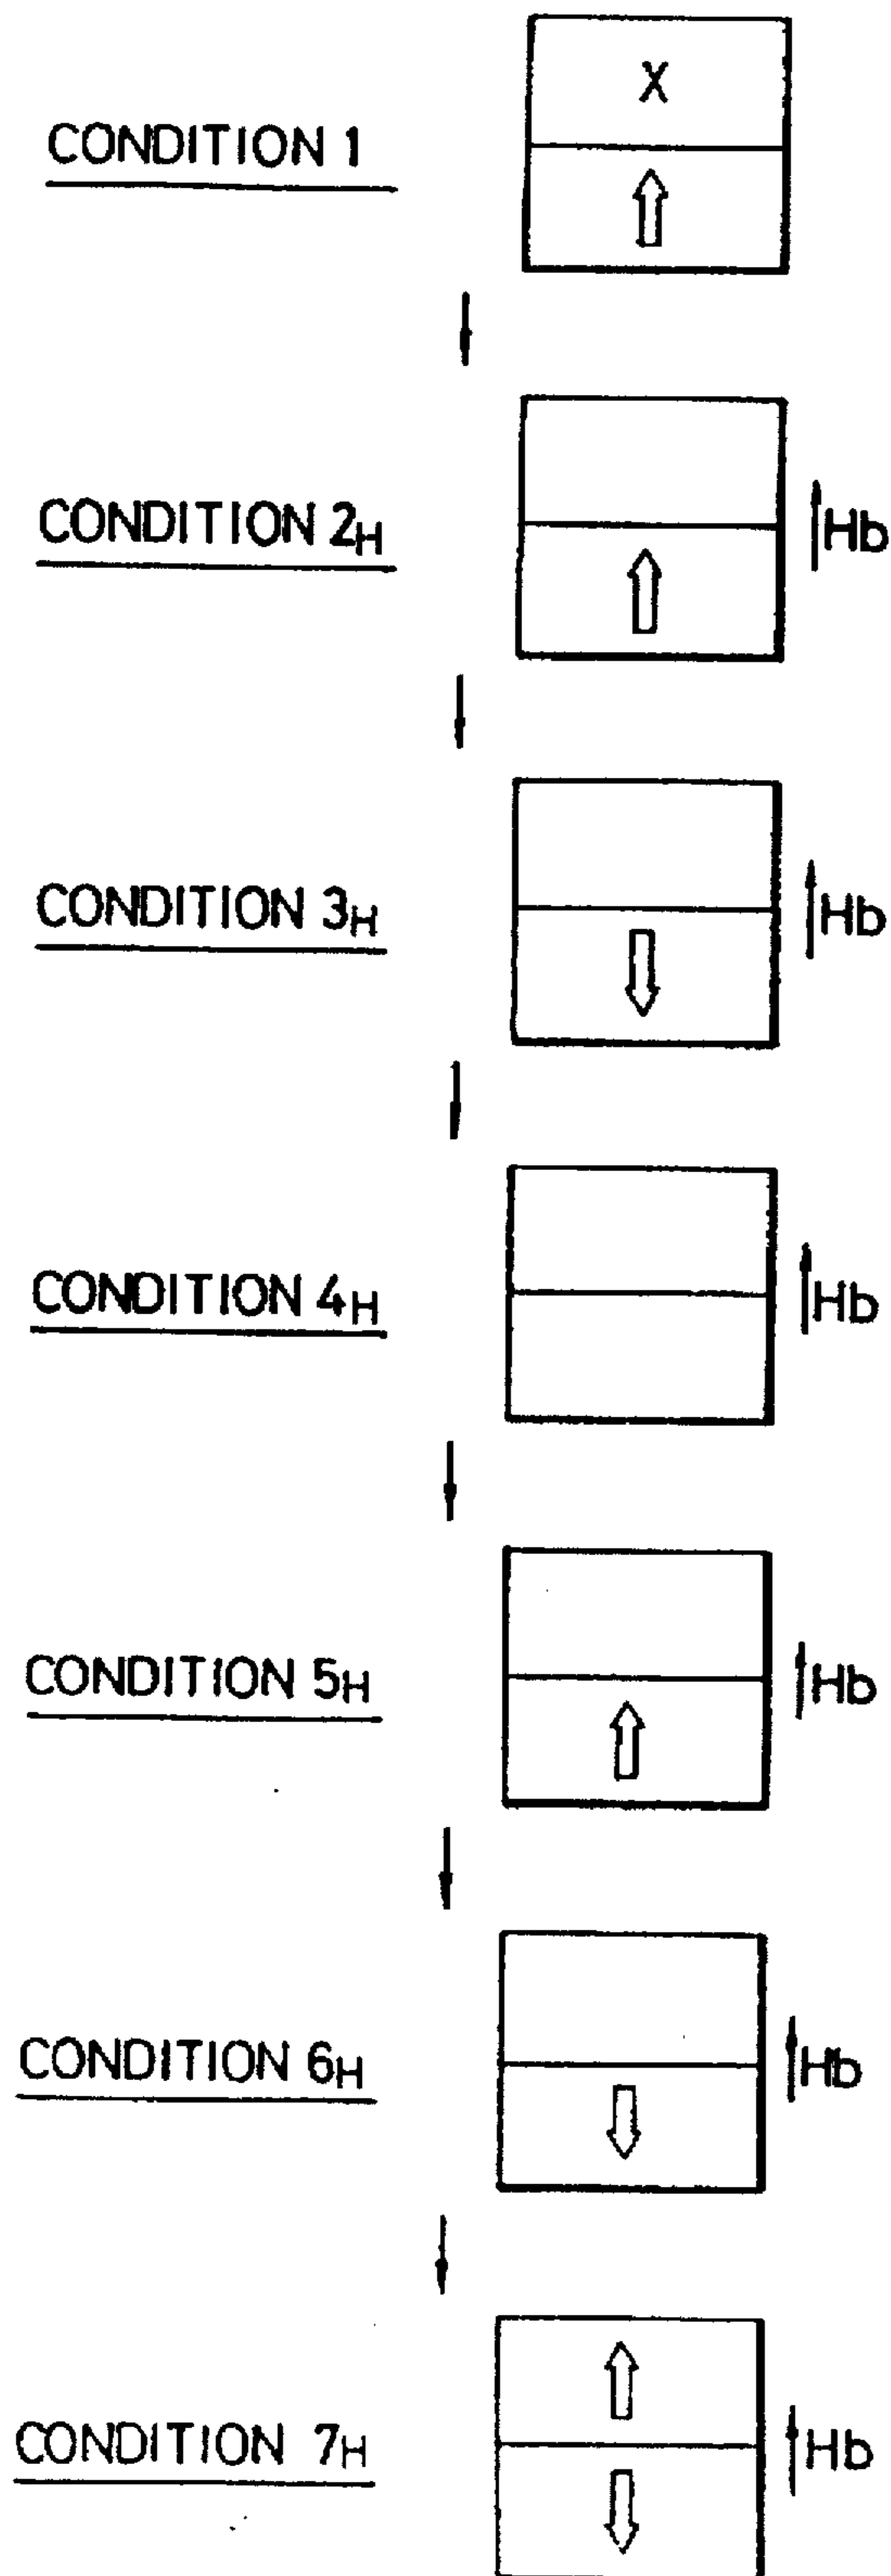 X
CONDITION 1
CONDITION 2H
Hb
CONDITION 3H
Hb
CONDITION 4H
Hb
CONDITION 5H
Hb
CONDITION 6H
Hb
CONDITION 7H
Hb